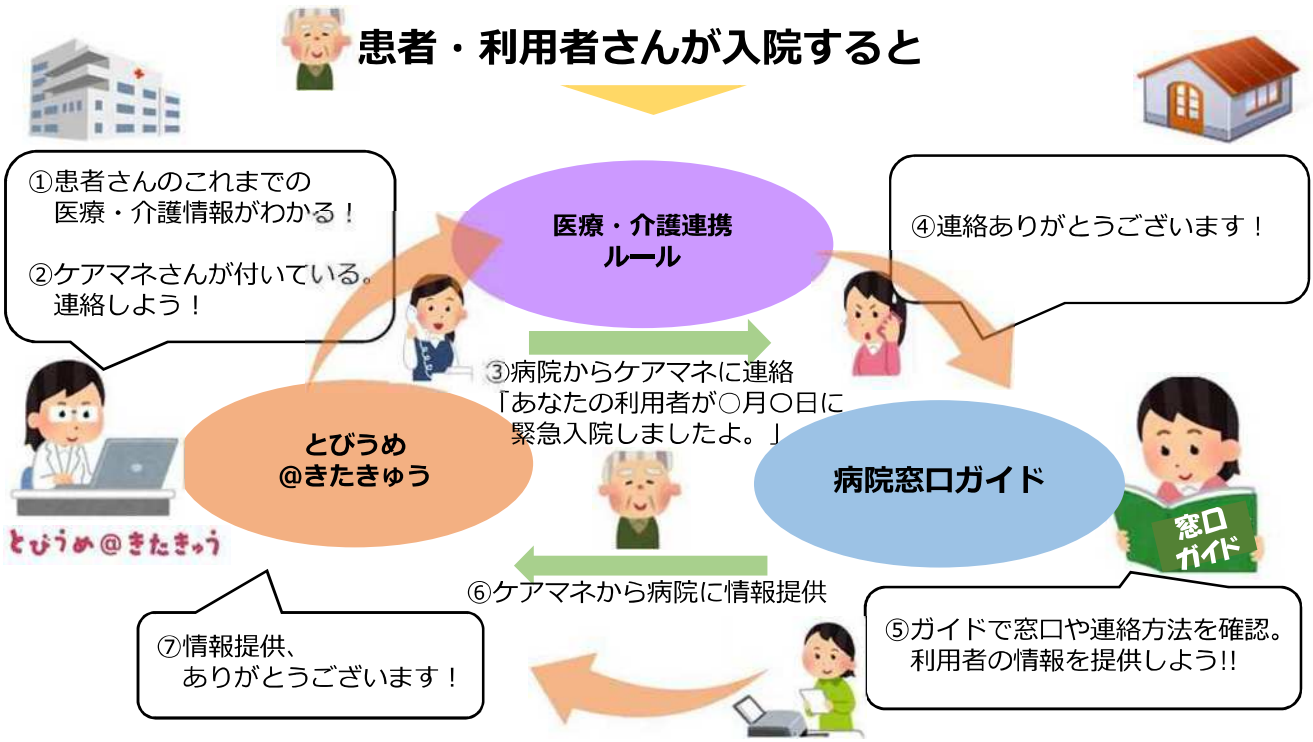 患者・利用者さんが入院すると
①患者さんのこれまでの
医療・介護情報がわかる！
②ケアマネさんが付いている。
連絡しよう！
医療・介護連携
ルール
④連絡ありがとうございます！
③病院からケアマネに連絡
「あなたの利用者が○月〇日に
緊急入院しましたよ。」
とびうめ
@きたきゅう
病院窓口ガイド
とびうめ@きたきゅう
窓口
ガイド
⑥ケアマネから病院に情報提供
⑤ガイドで窓口や連絡方法を確認。
利用者の情報を提供しよう!!
⑦情報提供、
ありがとうございます！